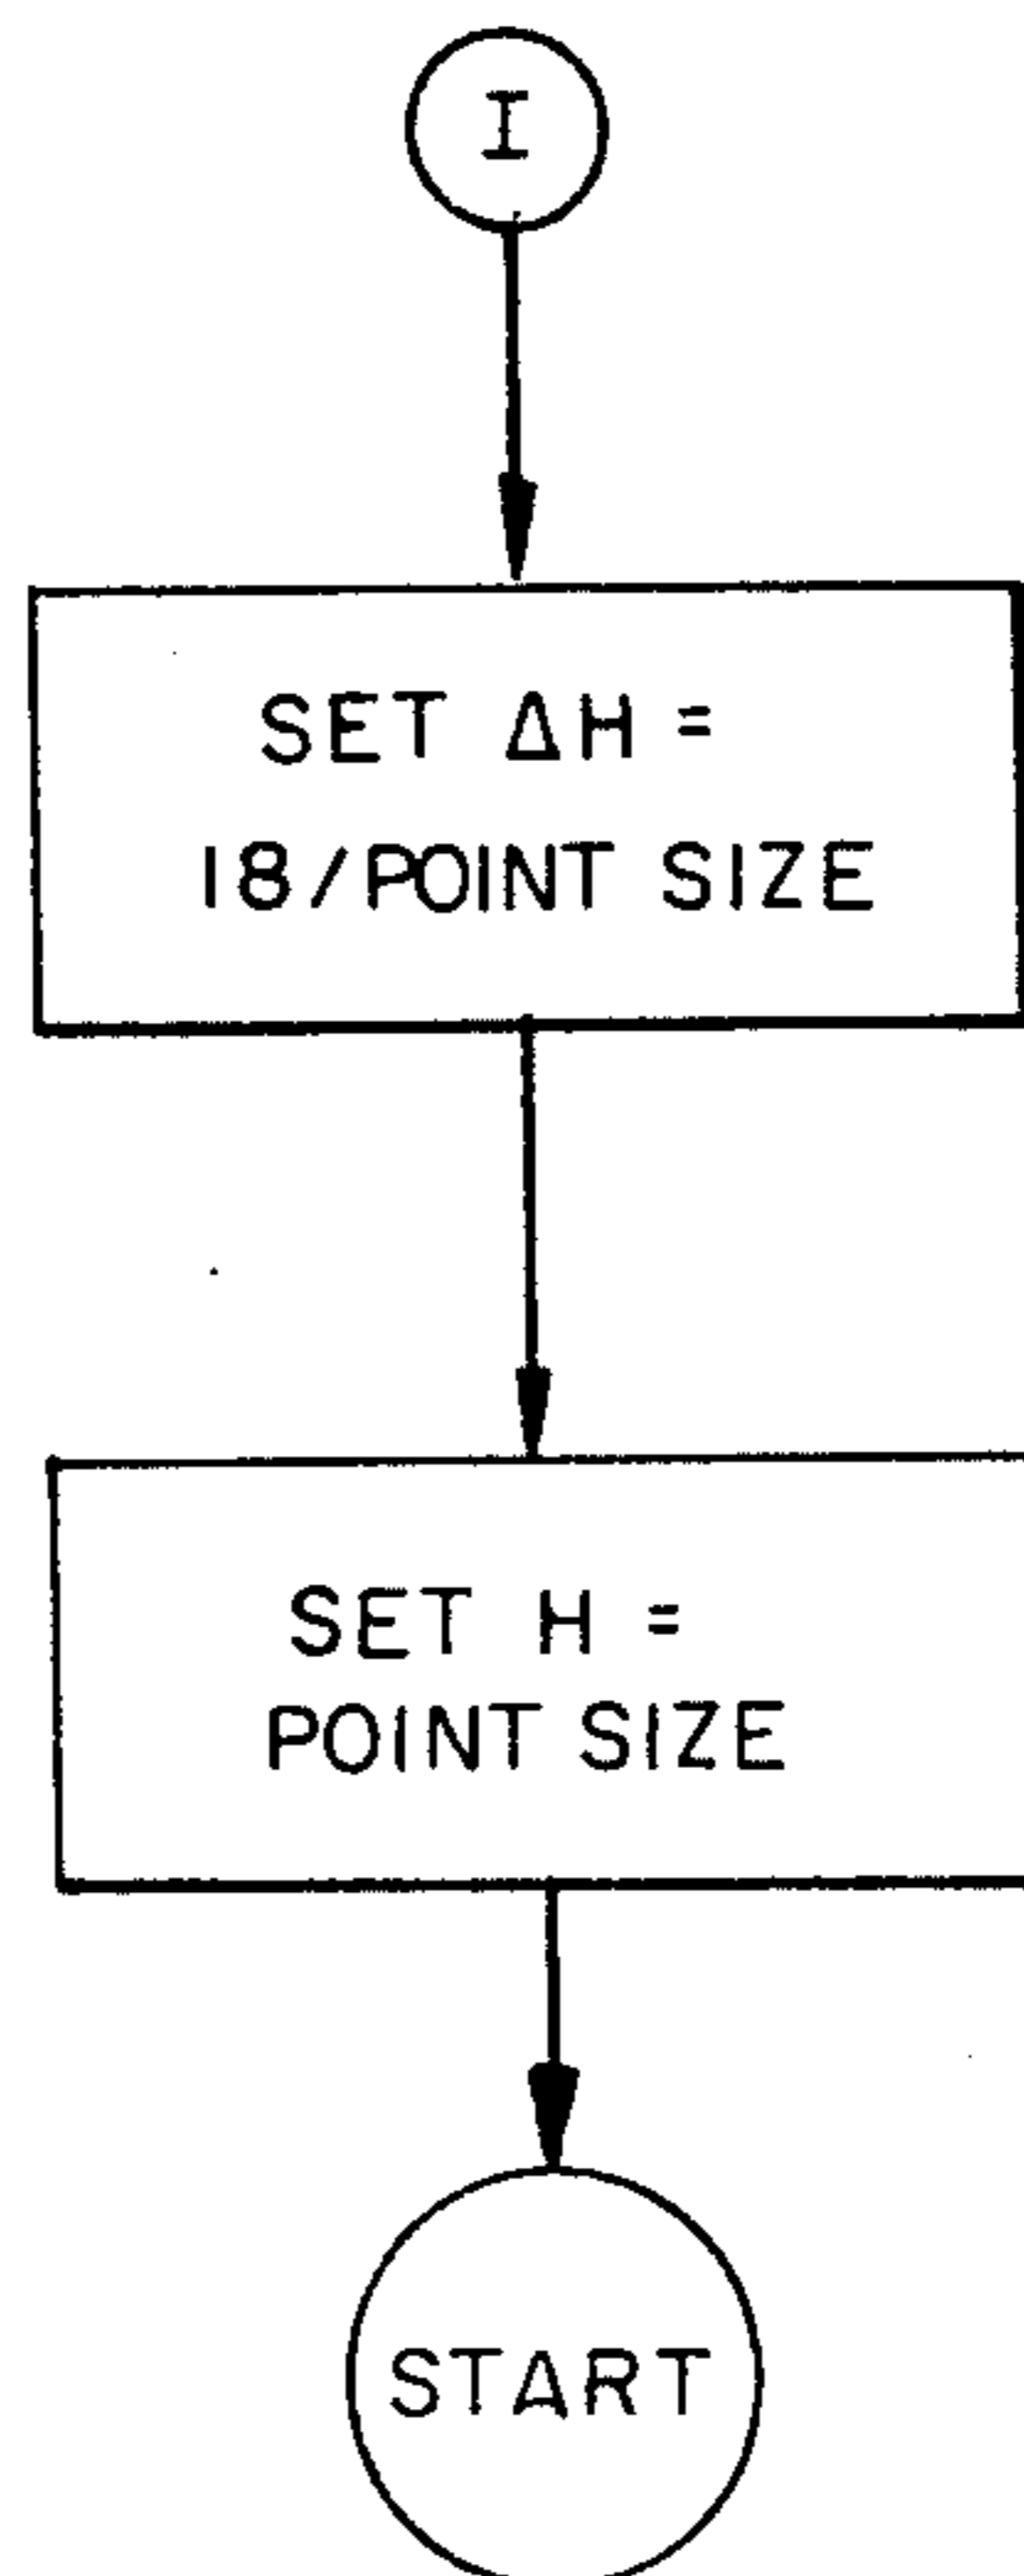 I
SET ΔH =
18/POINT SIZE
SET H =
POINT SIZE
START